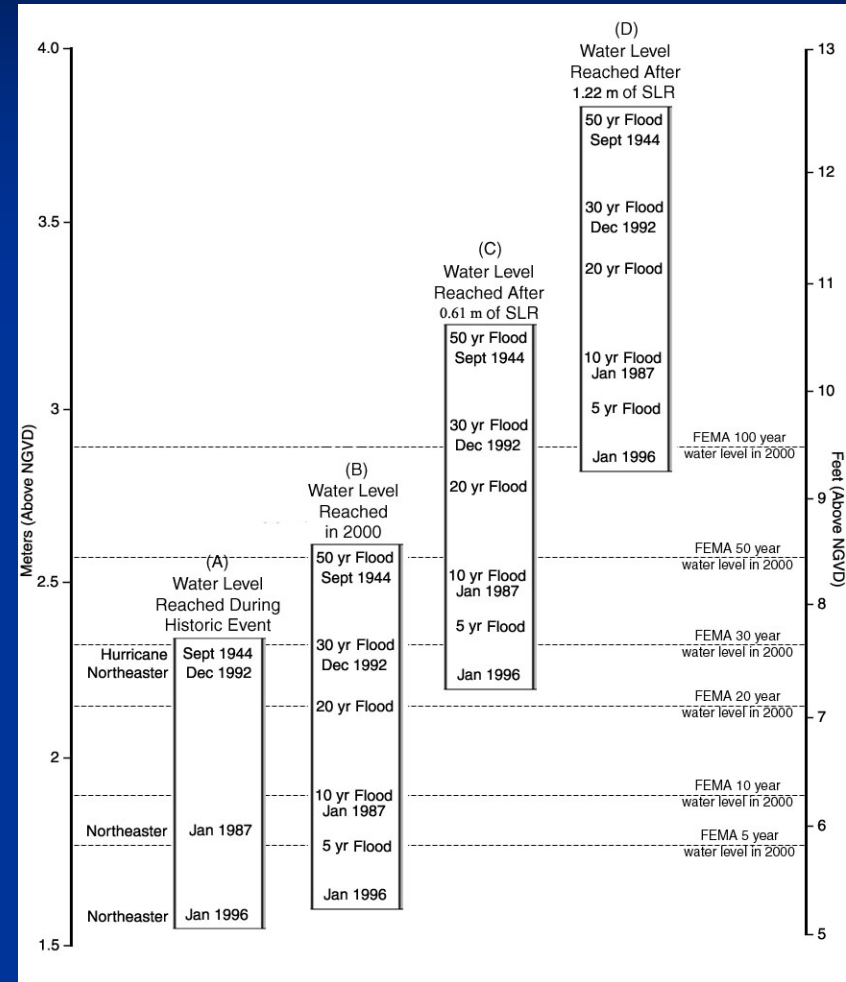 4.0
3.5
3
2.5
2
1.5
Meters (Above NGVD)
(A)
Water Level
Reached During
Historic Event
Hurricane
Northeaster
Sept 1944
Dec 1992
Northeaster
Jan 1987
Northeaster
Jan 1996
(B)
Water Level
Reached
in 2000
50 yr Flood
Sept 1944
30 yr Flood
Dec 1992
20 yr Flood
10 yr Flood
Jan 1987
5 yr Flood
Jan 1996
(C)
Water Level
Reached After
0.61 m of SLR
50 yr Flood
Sept 1944
30 yr Flood
Dec 1992
20 yr Flood
10 yr Flood
Jan 1987
5 yr Flood
Jan 1996
(D)
Water Level
Reached After
1.22 m of SLR
50 yr Flood
Sept 1944
30 yr Flood
Dec 1992
20 yr Flood
10 yr Flood
Jan 1987
5 yr Flood
Jan 1996
FEMA 100 year
water level in 2000
FEMA 50 year
water level in 2000
FEMA 30 year
water level in 2000
FEMA 20 year
water level in 2000
FEMA 10 year
water level in 2000
FEMA 5 year
water level in 2000
13
12
11
10
9
8
7
6
5
Feet (Above NGVD)